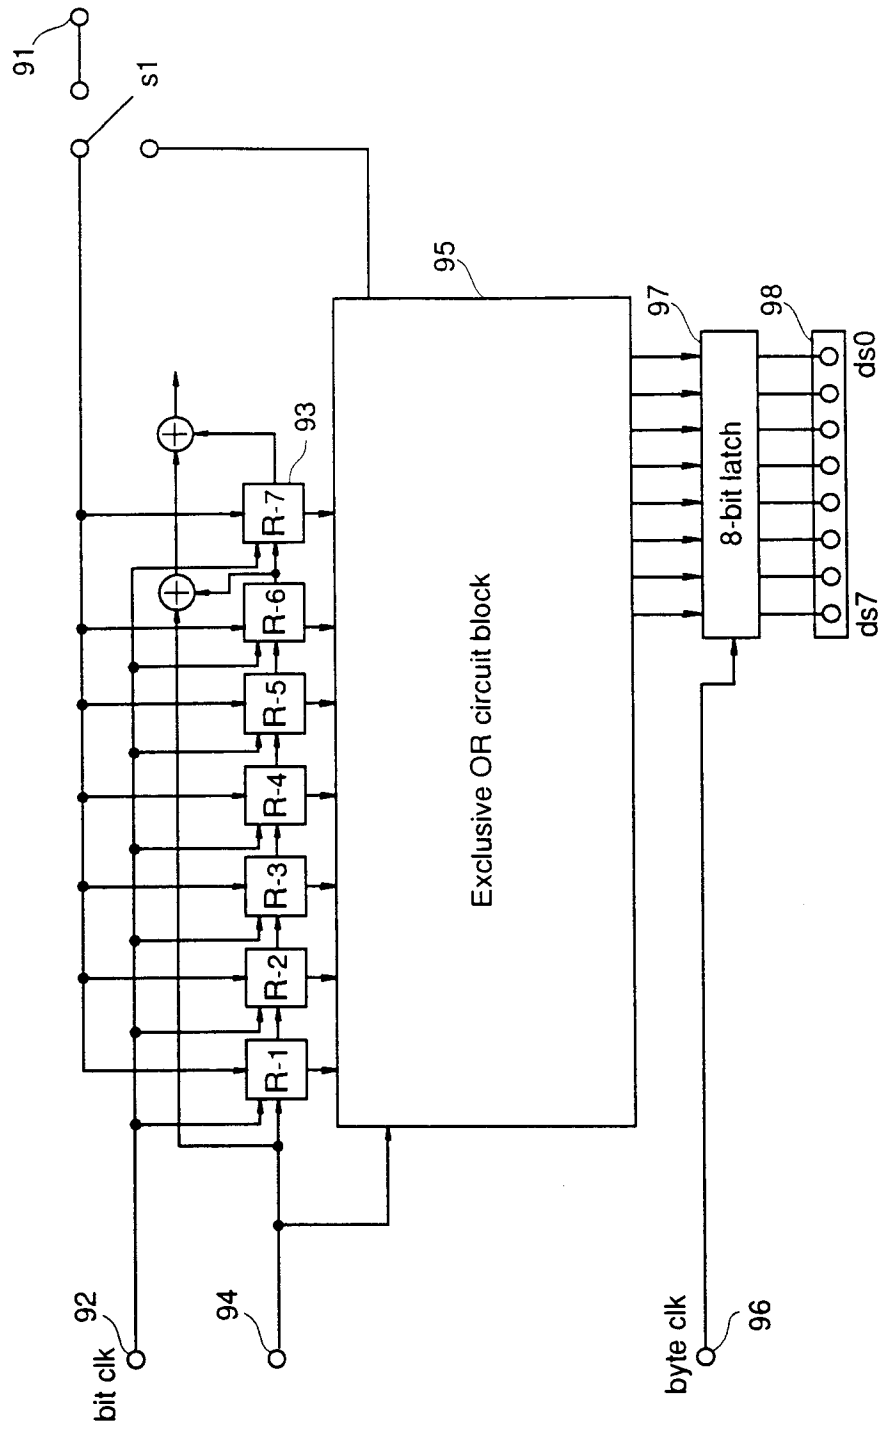 91
s1
bit clk
92
94
R-1
R-2
R-3
R-4
R-5
R-6
R-7
93
Exclusive OR circuit block
95
byte clk
96
8-bit latch
97
98
ds7
ds0